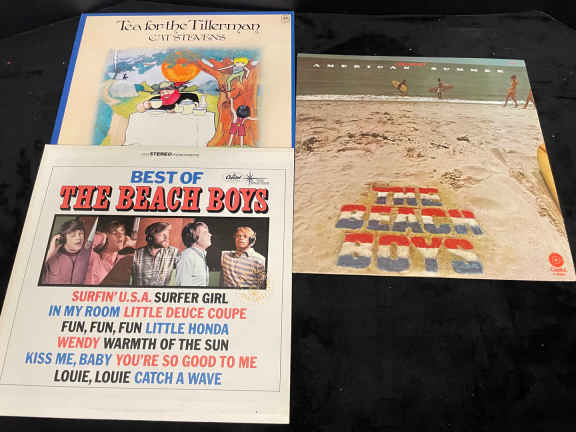 Tea for the Tillerman
CAT STEVENS
AMERICAN SUMMER
THE
BEACH
BOYS
Capitol
STEREO
BEST OF
THE BEACH BOYS
Capitol
SURFIN' U.S.A. SURFER GIRL
IN MY ROOM LITTLE DEUCE COUPE
FUN, FUN, FUN LITTLE HONDA
WENDY WARMTH OF THE SUN
KISS ME, BABY YOU'RE SO GOOD TO ME
LOUIE, LOUIE CATCH A WAVE